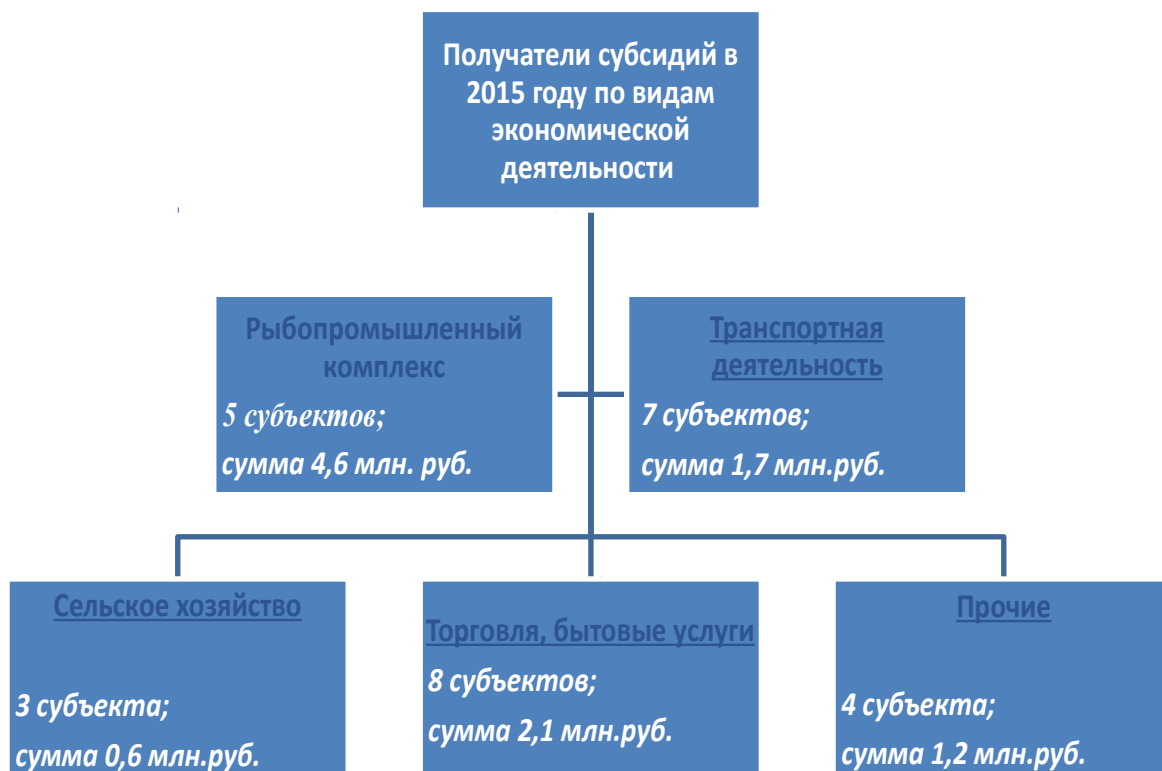 Получатели субсидий в
2015 году по видам
экономической
деятельности
Рыбопромышленный
комплекс
5 субъектов;
сумма 4,6 млн. руб.
Транспортная
деятельность
7 субъектов;
сумма 1,7 млн.руб.
Сельское хозяйство
3 субъекта;
сумма 0,6 млн.руб.
Торговля, бытовые услуги
8 субъектов;
сумма 2,1 млн.руб.
Прочие
4 субъекта;
сумма 1,2 млн.руб.